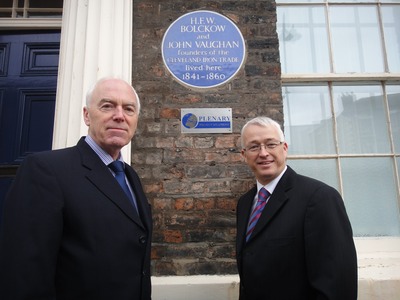 H.F.W.
BOLCKOW
and
JOHN VAUGHAN
Founders of the
CLEVELAND IRON TRADE
lived here
1841-1860
PLENARY